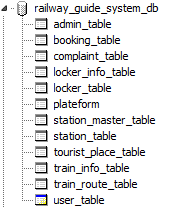 railway_guide_system_db
admin_table
booking_table
complaint_table
locker_info_table
locker_table
plateform
station_master_table
station_table
tourist_place_table
train_info_table
train_route_table
user_table